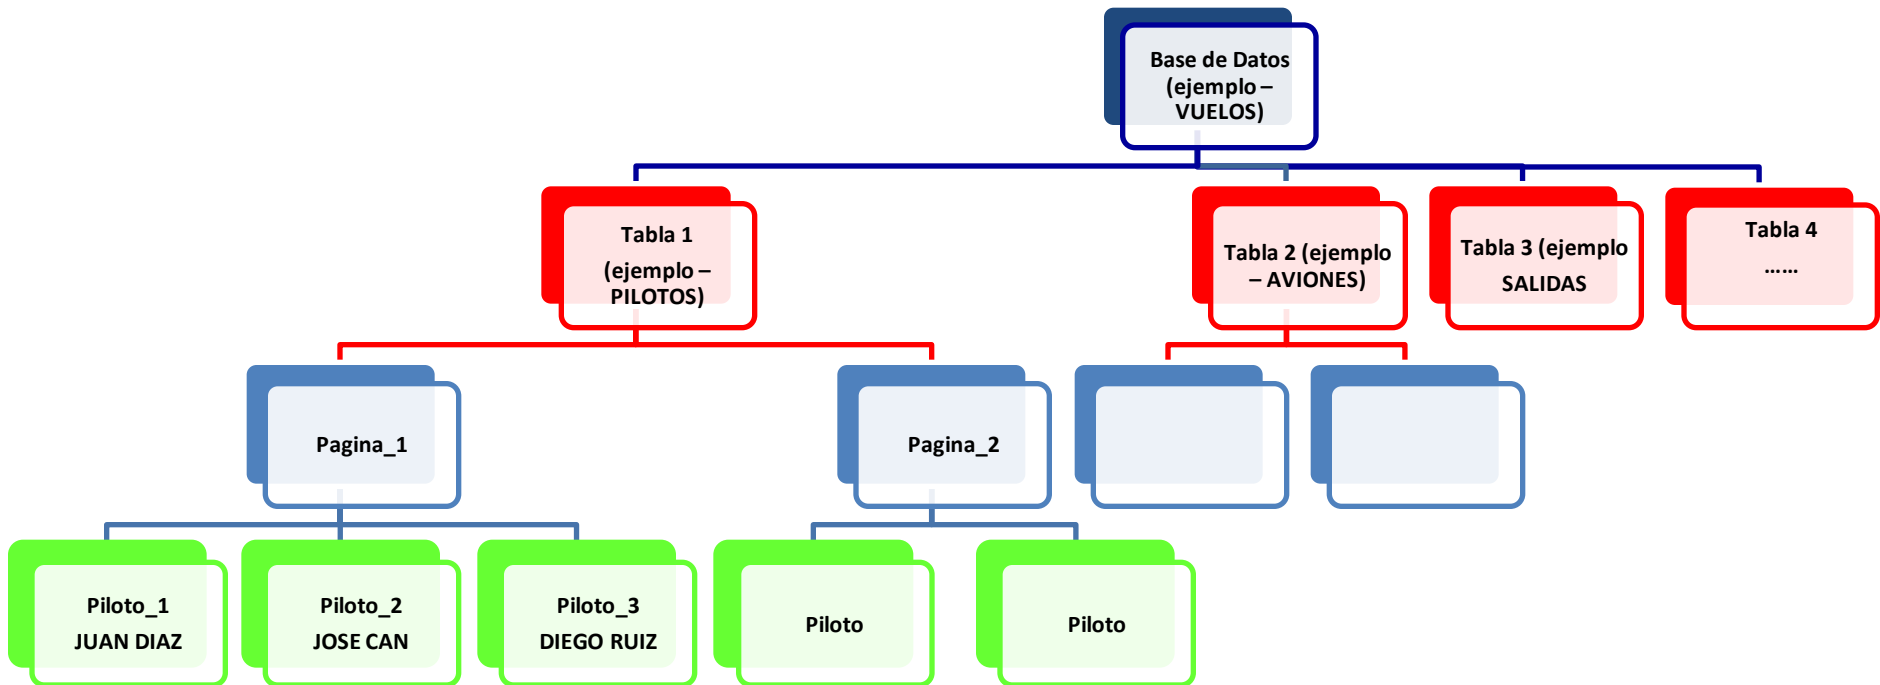 Base de Datos
(ejemplo –
VUELOS)
Tabla 1
(ejemplo –
PILOTOS)
Tabla 2 (ejemplo
– AVIONES)
Tabla 3 (ejemplo
SALIDAS
Tabla 4
......
Pagina_1
Pagina_2
Piloto_1
JUAN DIAZ
Piloto_2
JOSE CAN
Piloto_3
DIEGO RUIZ
Piloto
Piloto